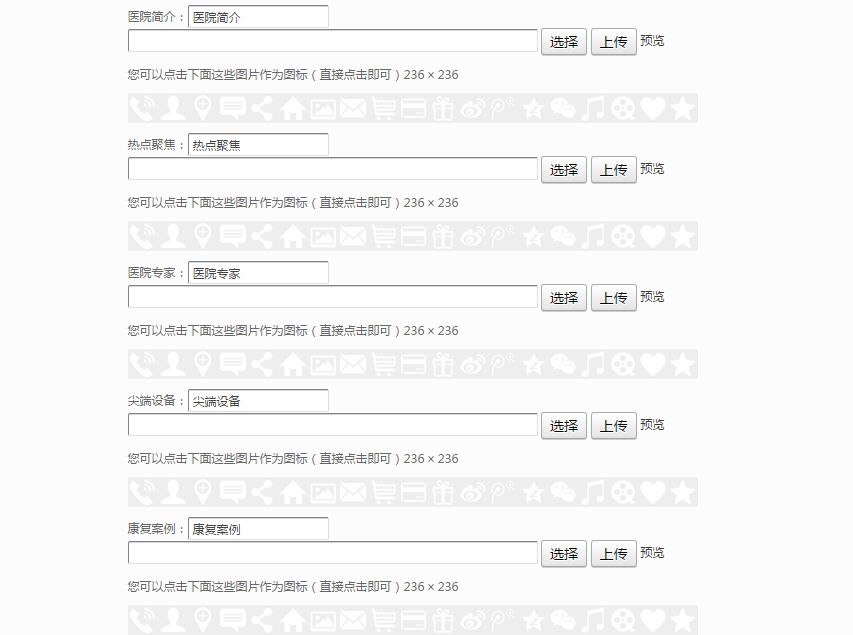 医院简介： 医院简介
选择 上传 预览
您可以点击下面这些图片作为图标（直接点击即可）236 × 236
热点聚焦： 热点聚焦
选择 上传 预览
您可以点击下面这些图片作为图标（直接点击即可）236 × 236
医院专家： 医院专家
选择 上传 预览
您可以点击下面这些图片作为图标（直接点击即可）236 × 236
尖端设备： 尖端设备
选择 上传 预览
您可以点击下面这些图片作为图标（直接点击即可）236 × 236
康复案例： 康复案例
选择 上传 预览
您可以点击下面这些图片作为图标（直接点击即可）236 × 236